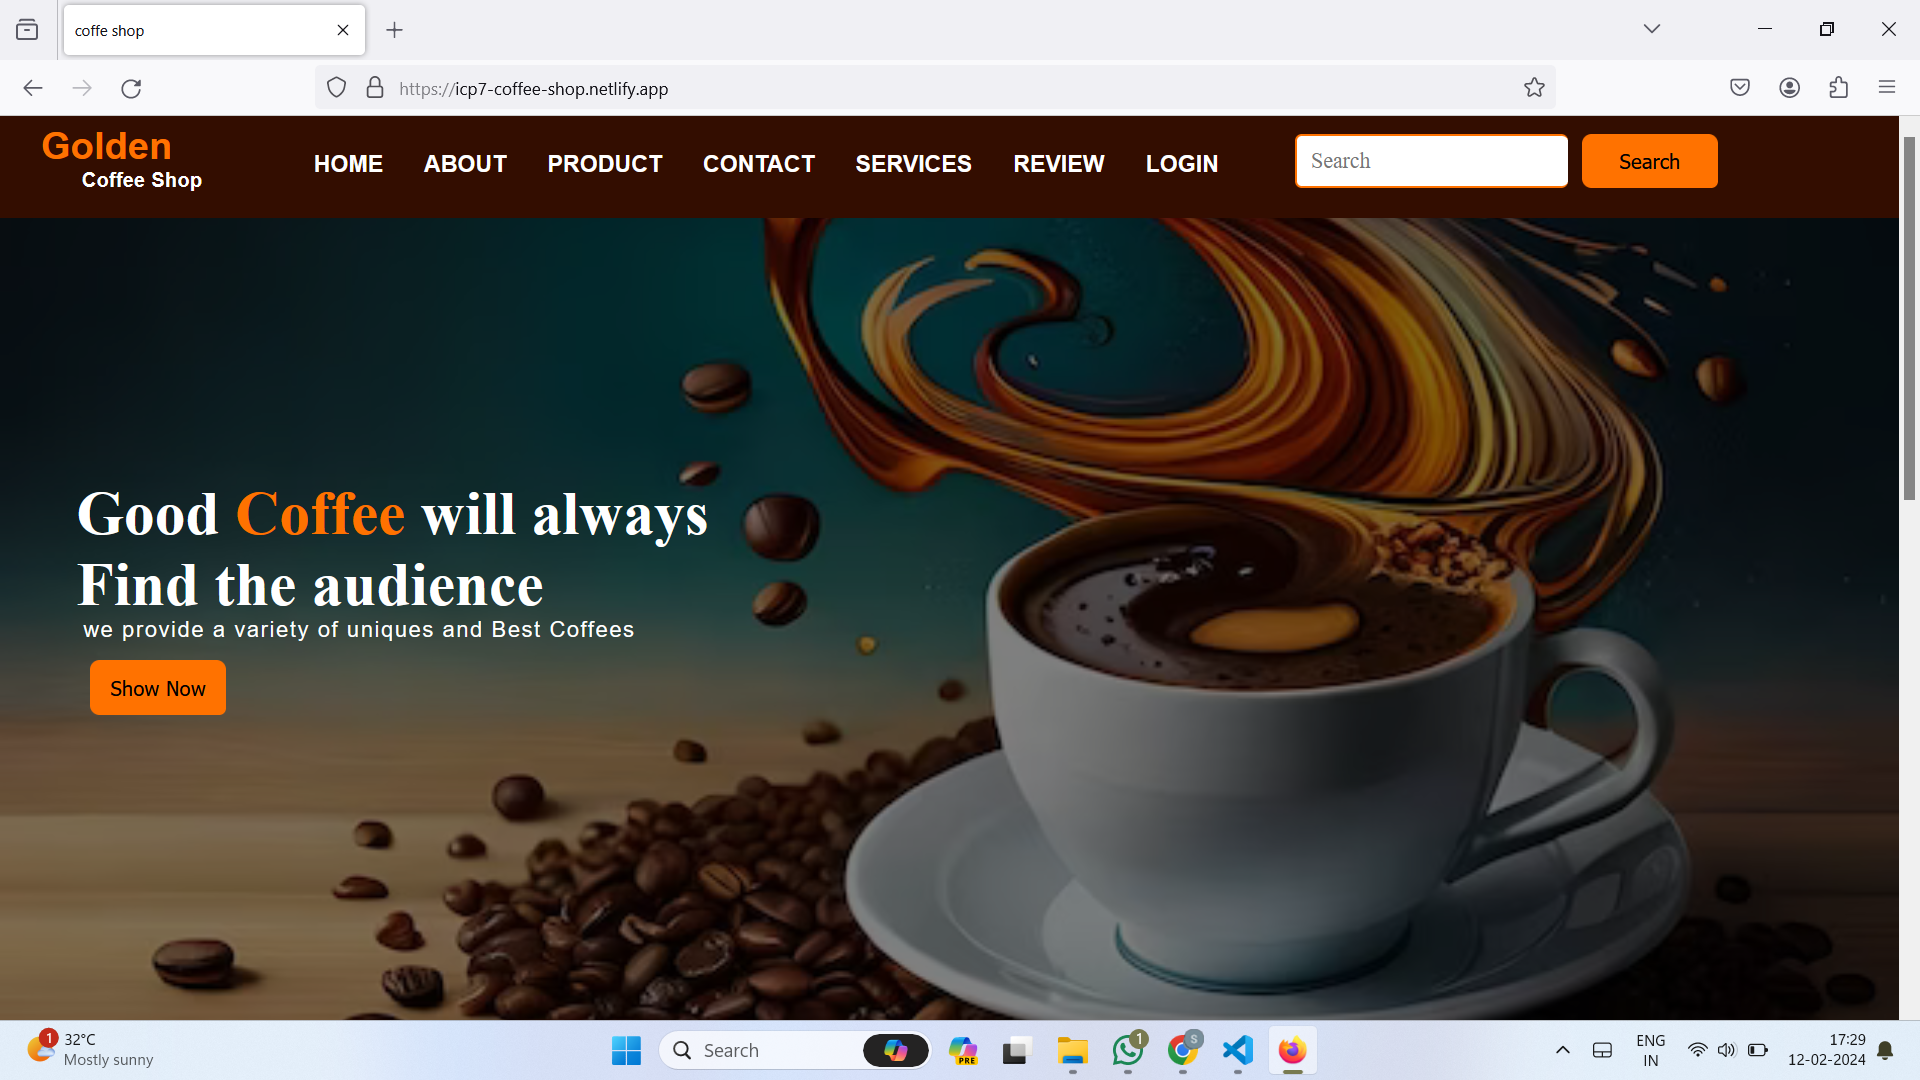 coffe shop
https://icp7-coffee-shop.netlify.app
Golden
Coffee Shop
HOME ABOUT PRODUCT CONTACT SERVICES REVIEW LOGIN
Search
Search
Good Coffee will always
Find the audience
we provide a variety of uniques and Best Coffees
Show Now
1
32°C
Mostly sunny
Search
PRE
1
S
ENG
IN
17:29
12-02-2024